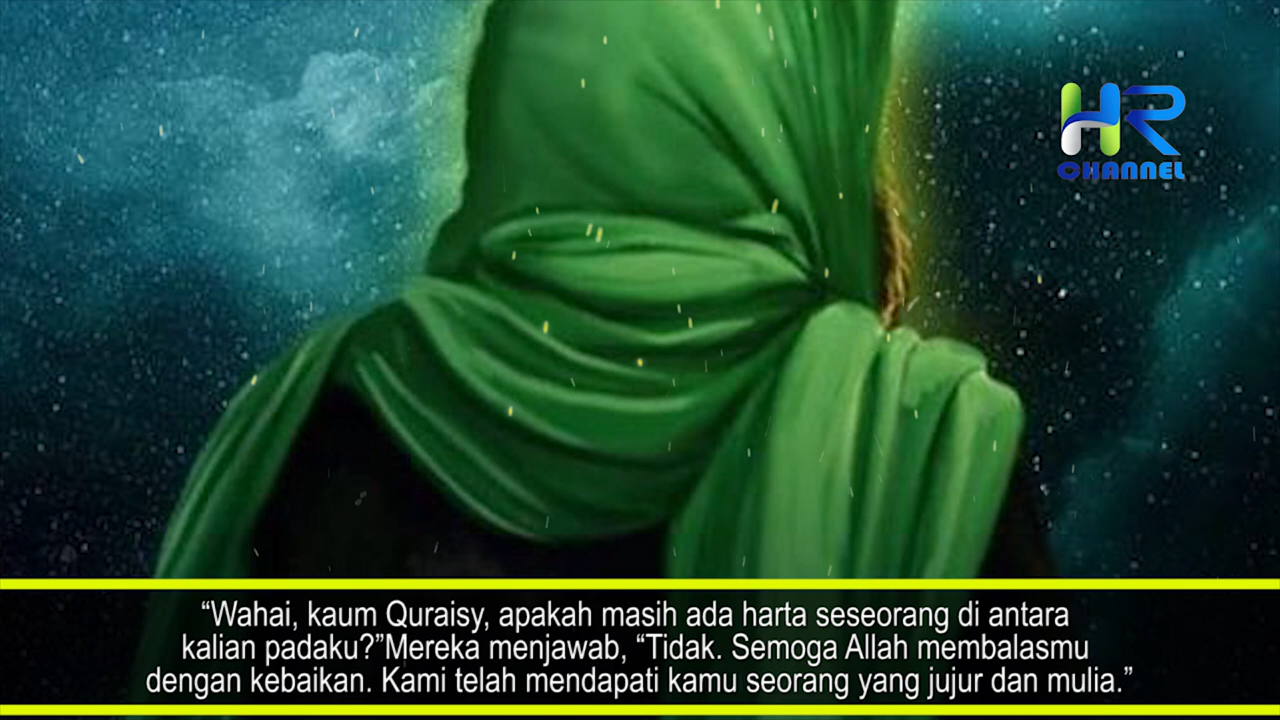 HR
CHANNEL
“Wahai, kaum Quraisy, apakah masih ada harta seseorang di antara
kalian padaku?”Mereka menjawab, “Tidak. Semoga Allah membalasmu
dengan kebaikan. Kami telah mendapati kamu seorang yang jujur dan mulia.”